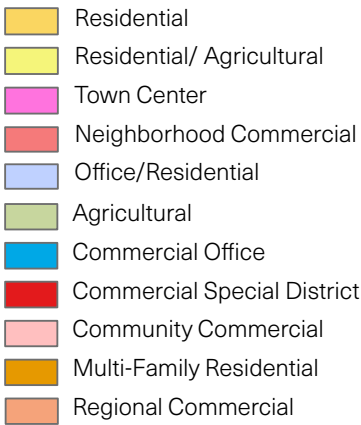 Residential
Residential/ Agricultural
Town Center
Neighborhood Commercial
Office/Residential
Agricultural
Commercial Office
Commercial Special District
Community Commercial
Multi-Family Residential
Regional Commercial